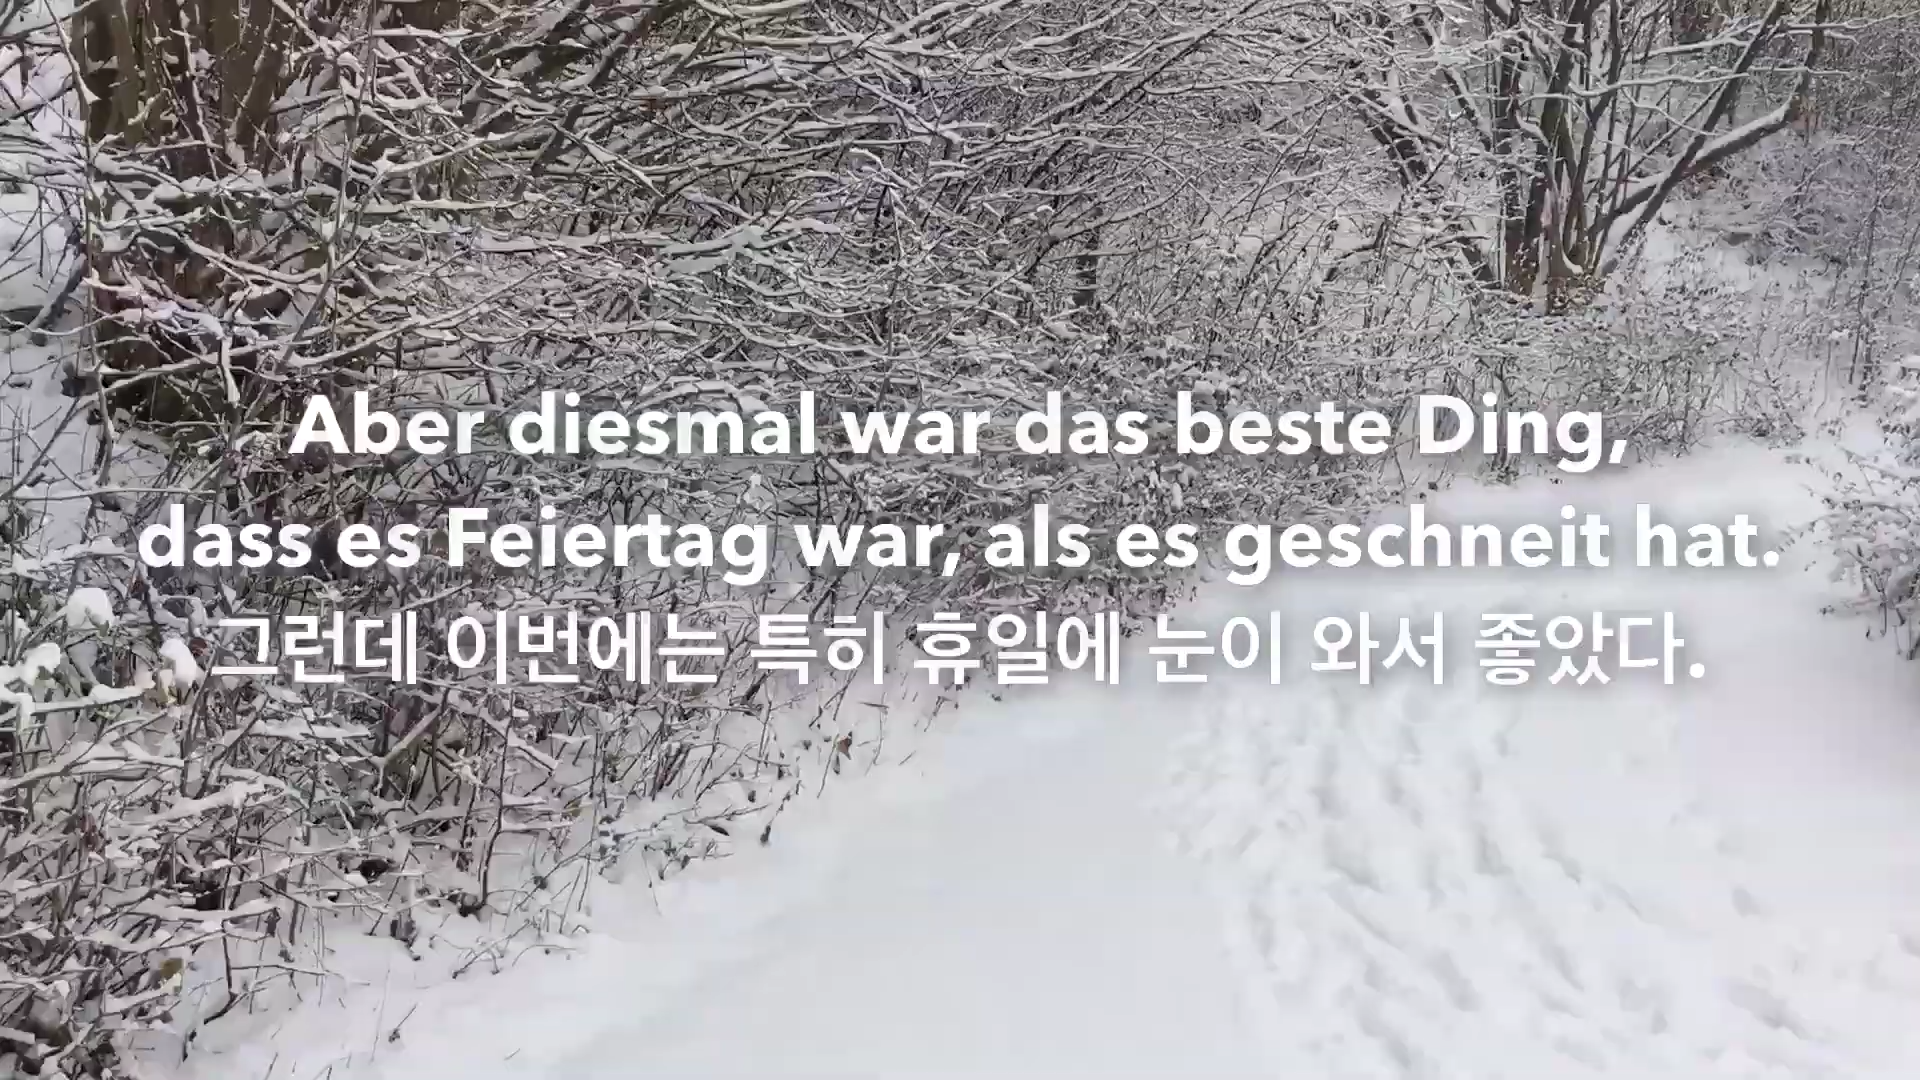 Aber diesmal war das beste Ding,
dass es Feiertag war, als es geschneit hat.
그런데 이번에는 특히 휴일에 눈이 와서 좋았다.